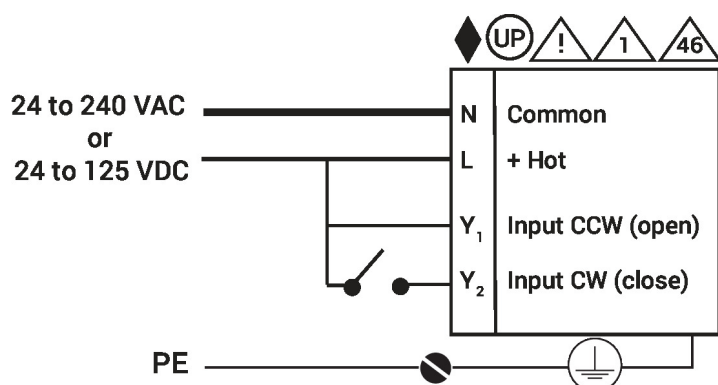 UP ! 1 46
24 to 240 VAC
or
24 to 125 VDC
N Common
L + Hot
Y₁ Input CCW (open)
Y₂ Input CW (close)
PE